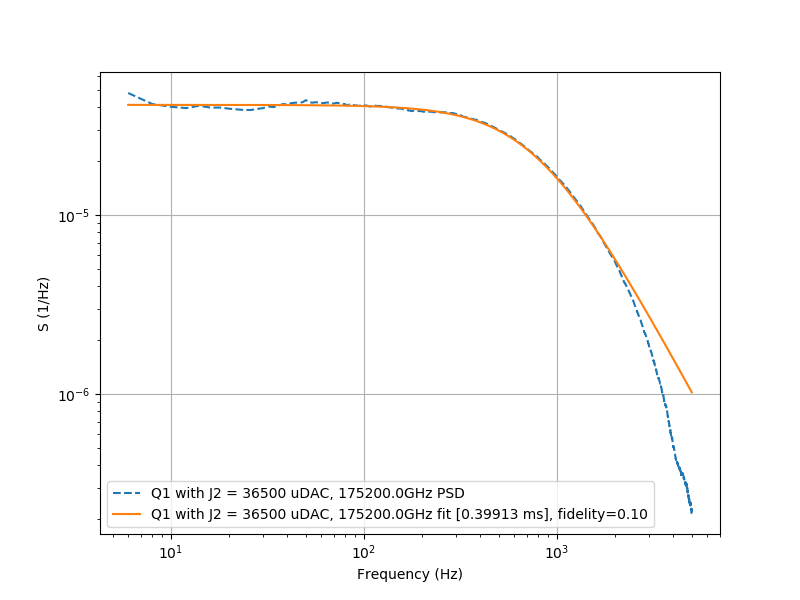 10⁻⁵
10⁻⁶
S (1/Hz)
Q1 with J2 = 36500 uDAC, 175200.0GHz PSD
Q1 with J2 = 36500 uDAC, 175200.0GHz fit [0.39913 ms], fidelity=0.10
10¹ 10² 10³
Frequency (Hz)